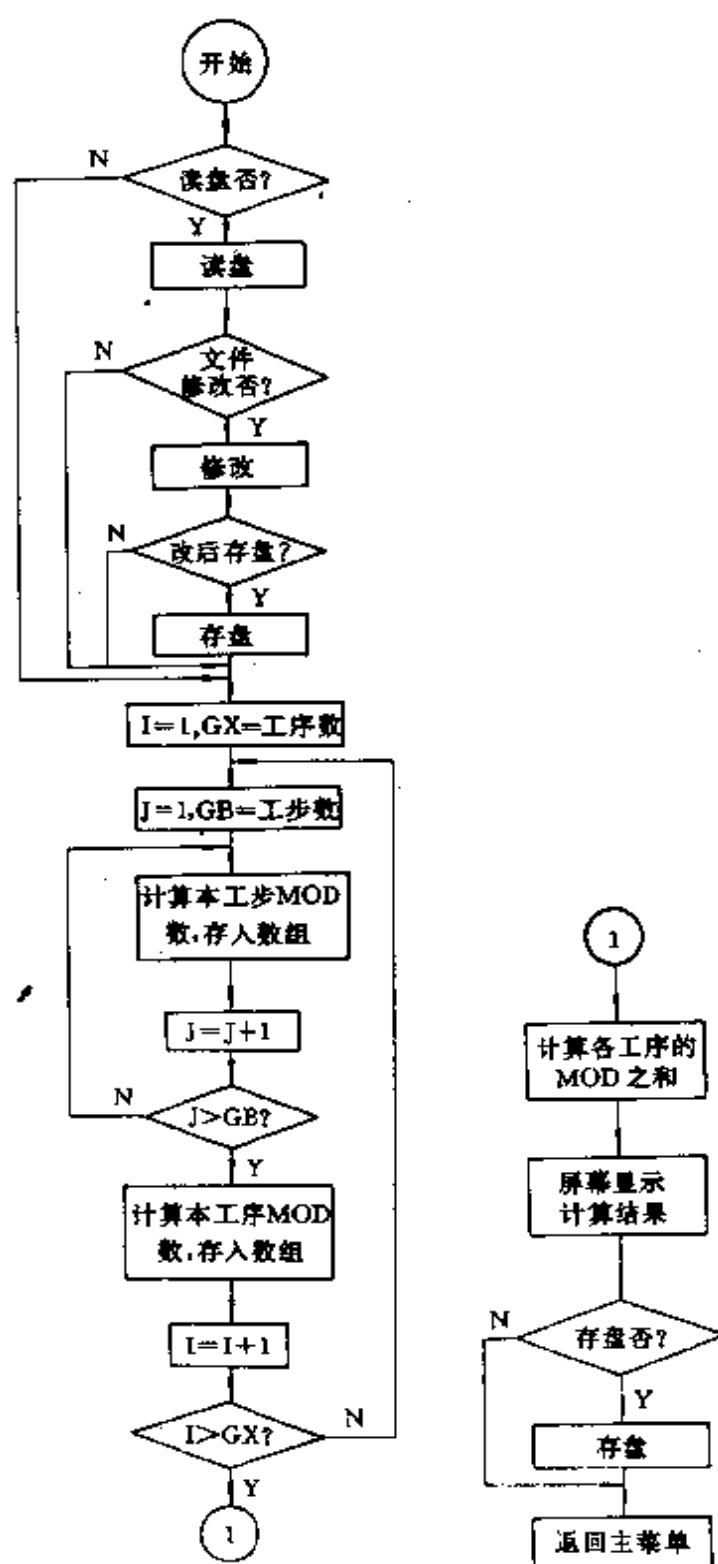 开始
N
读盘否?
Y
读盘
N
文件
修改否?
Y
修改
N
改后存盘?
Y
存盘
I=1,GX=工序数
J=1,GB=工步数
计算本工步MOD
数,存入数组
J=J+1
N
J>GB?
Y
计算本工序MOD
数,存入数组
I=I+1
I>GX?
N
Y
1
1
计算各工序的
MOD之和
屏幕显示
计算结果
N
存盘否?
Y
存盘
返回主菜单